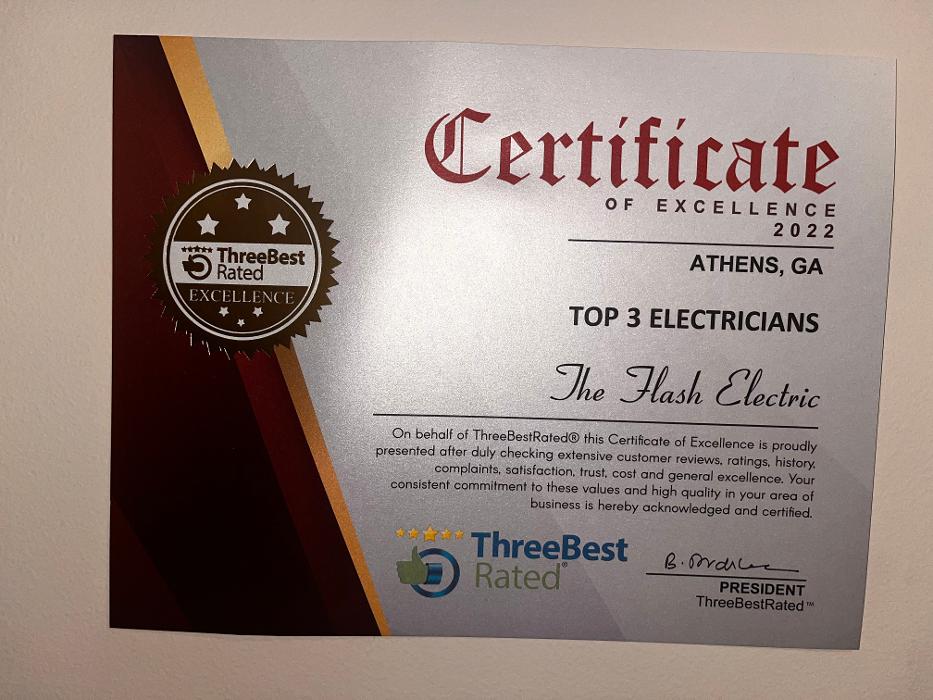 Certificate
OF EXCELLENCE
2022
ATHENS, GA
TOP 3 ELECTRICIANS
The Flash Electric
On behalf of ThreeBestRated® this Certificate of Excellence is proudly
presented after duly checking extensive customer reviews, ratings, history,
complaints, satisfaction, trust, cost and general excellence. Your
consistent commitment to these values and high quality in your area of
business is hereby acknowledged and certified.
ThreeBest
Rated
EXCELLENCE
ThreeBest
Rated®
PRESIDENT
ThreeBestRated™